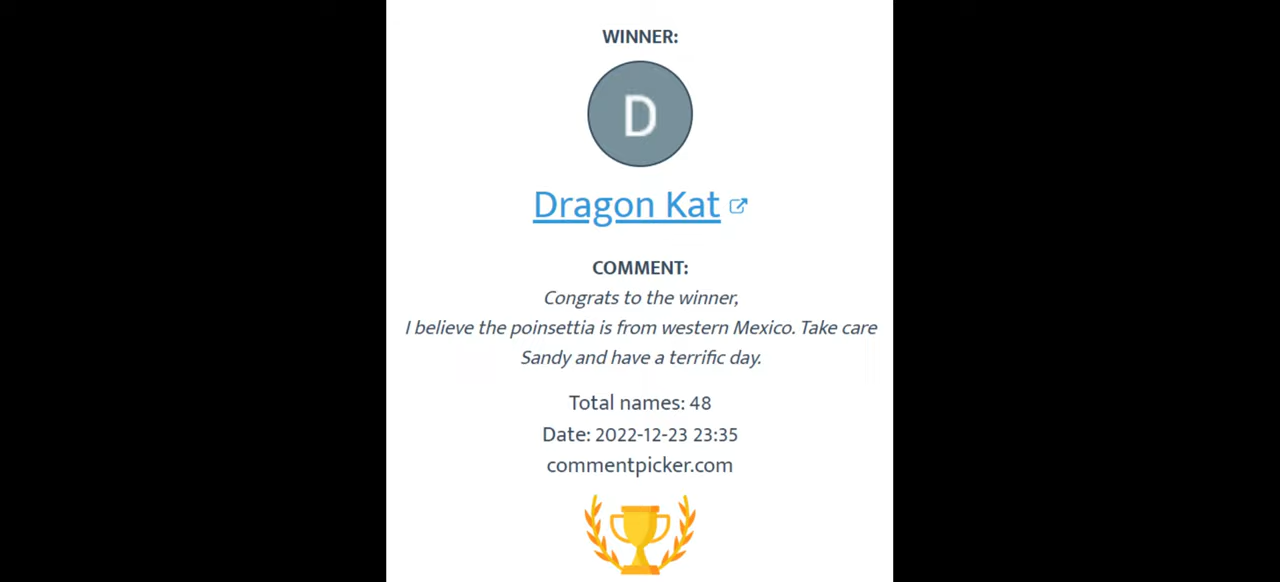 WINNER:
D
Dragon Kat
COMMENT:
Congrats to the winner,
I believe the poinsettia is from western Mexico. Take care
Sandy and have a terrific day.
Total names: 48
Date: 2022-12-23 23:35
commentpicker.com